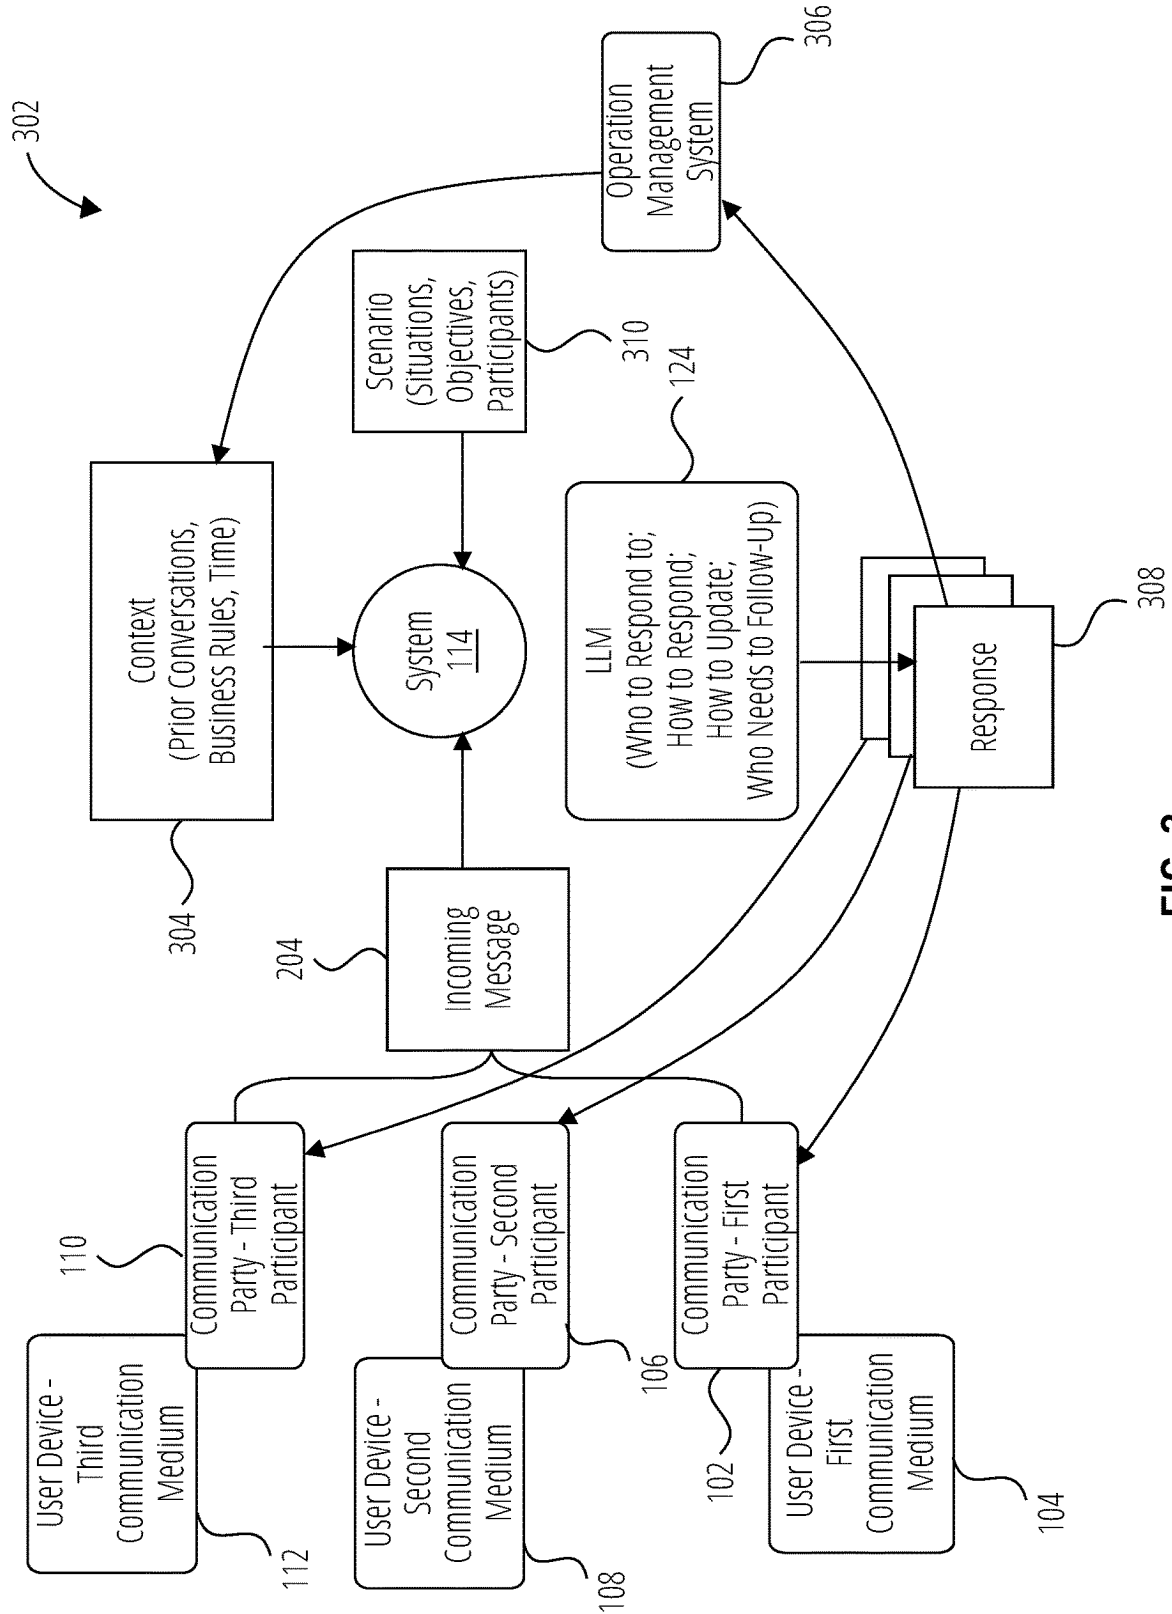 302
User Device -
Third
Communication
Medium
112
110
Communication
Party - Third
Participant
Context
(Prior Conversations,
Business Rules, Time)
304
204
Incoming
Message
System
114
Scenario
(Situations,
Objectives,
Participants)
310
Operation
Management
System
306
User Device -
Second
Communication
Medium
108
Communication
Party - Second
Participant
106
LLM
(Who to Respond to;
How to Respond;
How to Update;
Who Needs to Follow-Up)
124
102
Communication
Party - First
Participant
User Device -
First
Communication
Medium
104
Response
308
FIG.